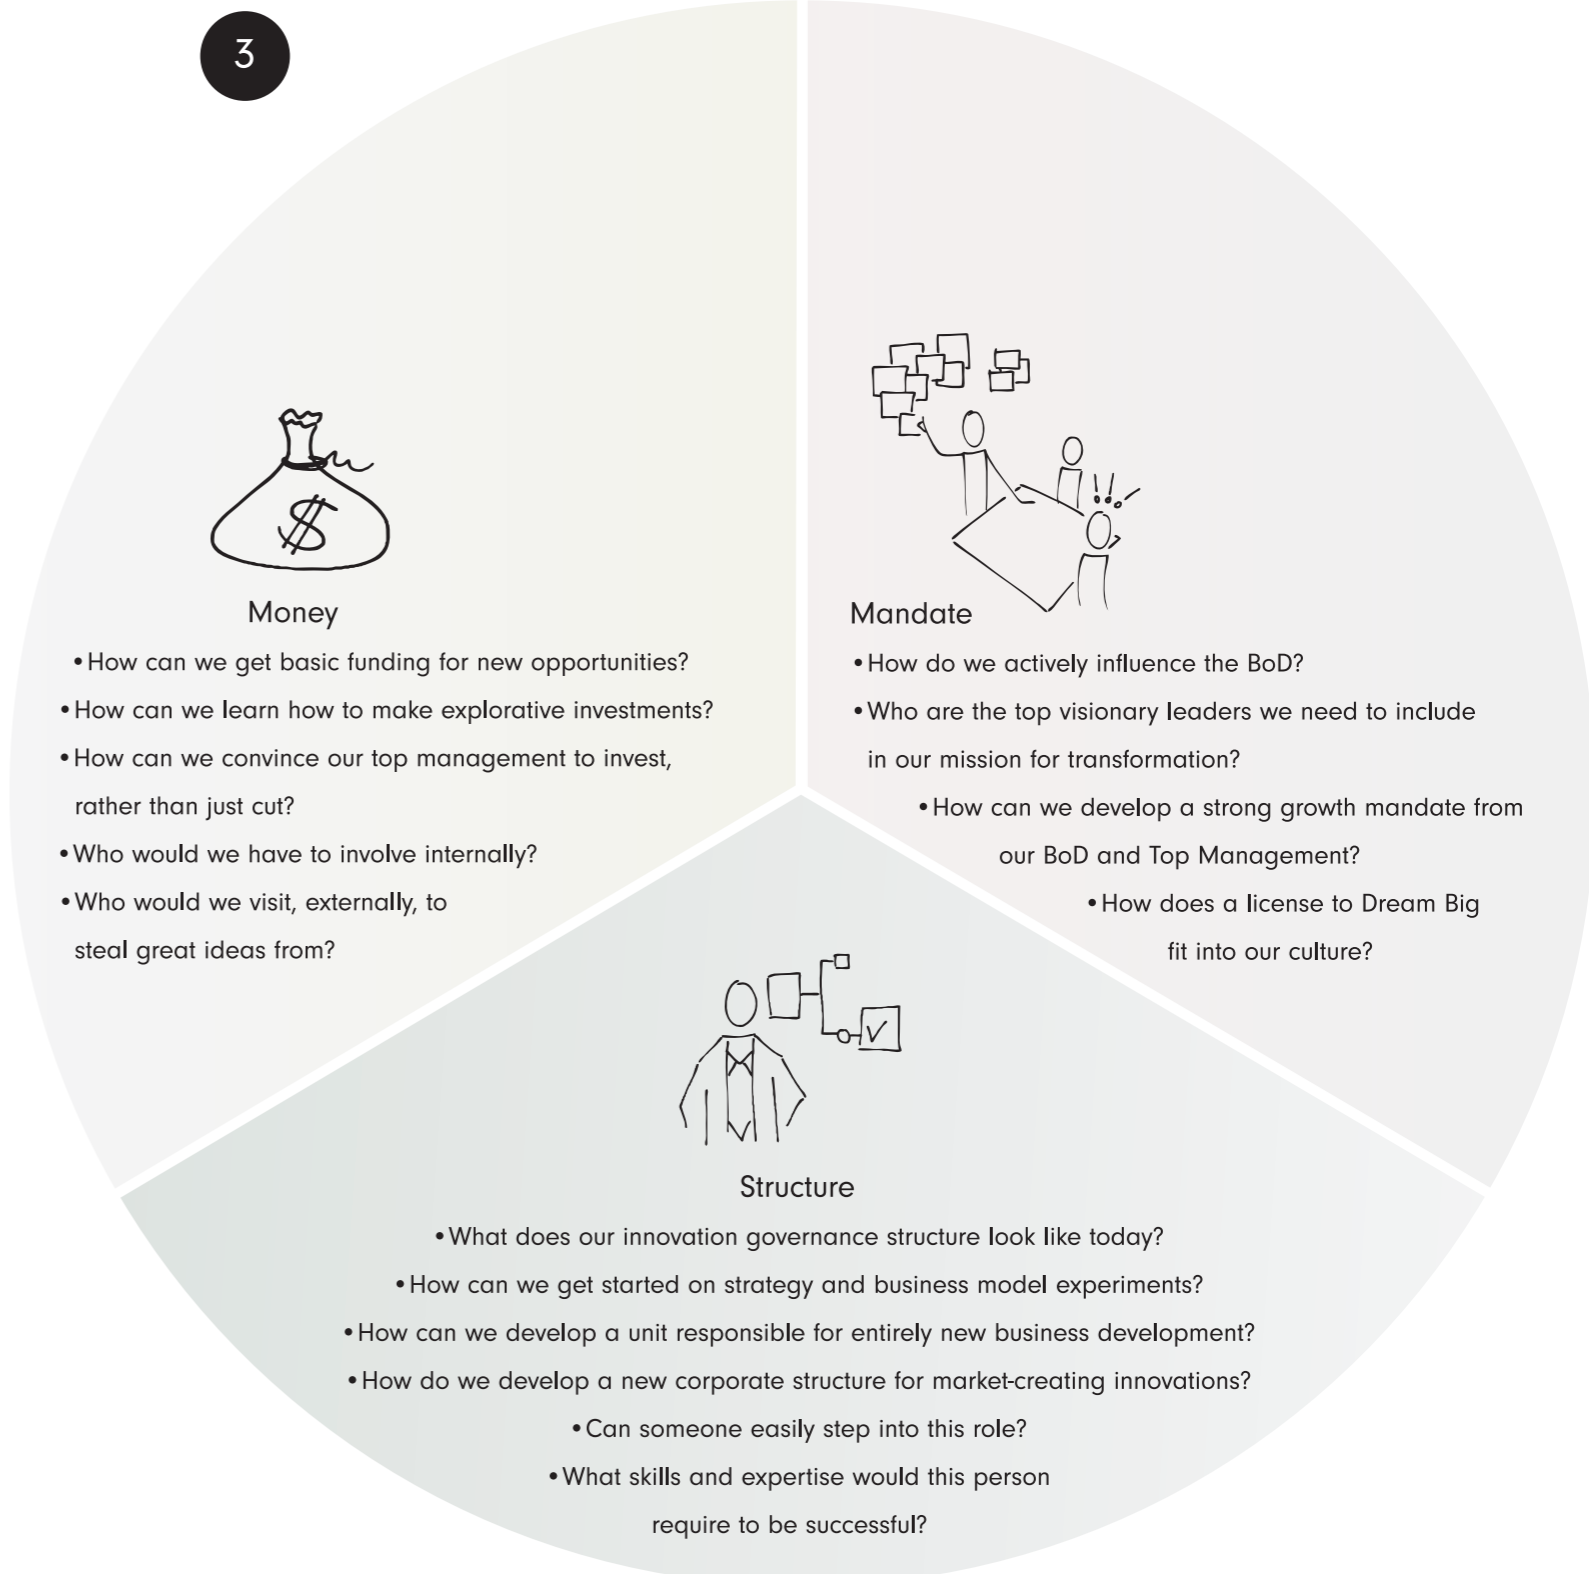 3
$
Money
• How can we get basic funding for new opportunities?
• How can we learn how to make explorative investments?
• How can we convince our top management to invest,
rather than just cut?
• Who would we have to involve internally?
• Who would we visit, externally, to
steal great ideas from?
Mandate
• How do we actively influence the BoD?
• Who are the top visionary leaders we need to include
in our mission for transformation?
• How can we develop a strong growth mandate from
our BoD and Top Management?
• How does a license to Dream Big
fit into our culture?
Structure
• What does our innovation governance structure look like today?
• How can we get started on strategy and business model experiments?
• How can we develop a unit responsible for entirely new business development?
• How do we develop a new corporate structure for market-creating innovations?
• Can someone easily step into this role?
• What skills and expertise would this person
require to be successful?